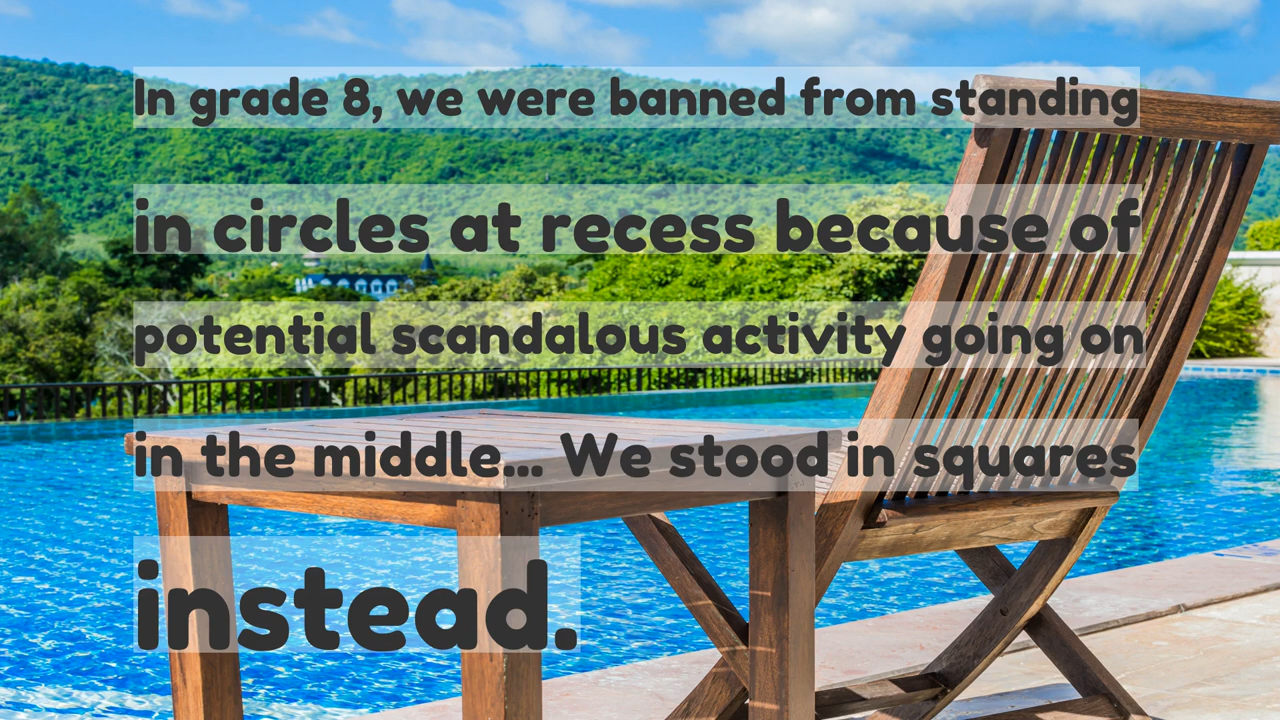 In grade 8, we were banned from standing
in circles at recess because of
potential scandalous activity going on
in the middle... We stood in squares
instead.